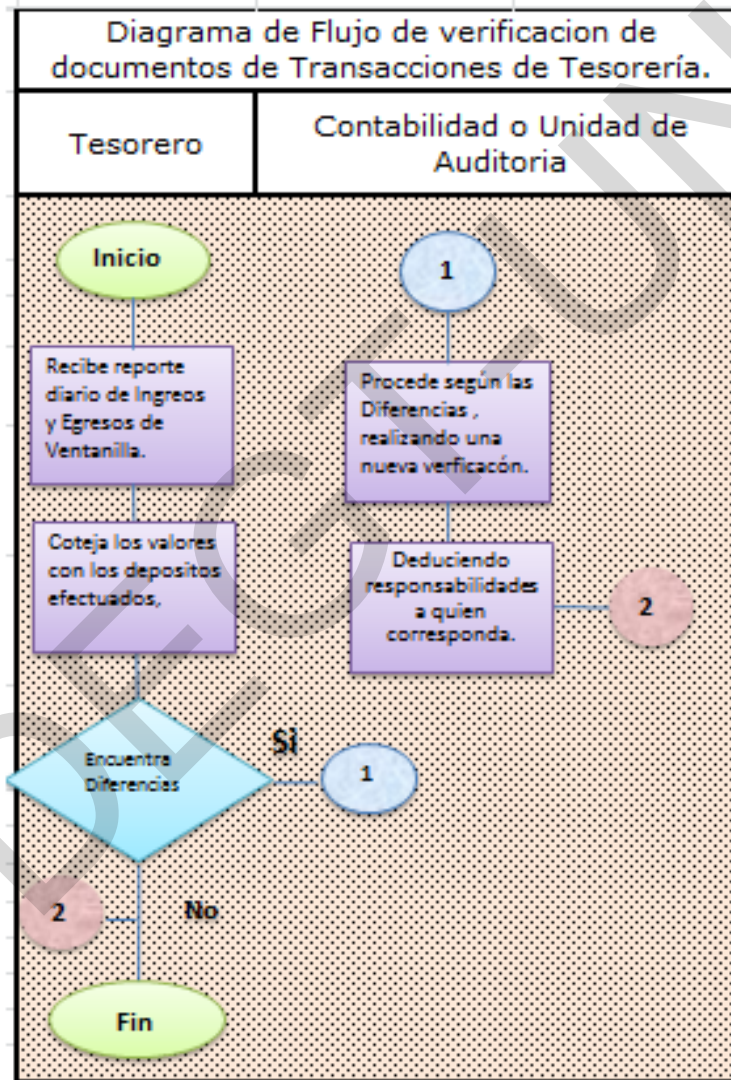 Diagrama de Flujo de verificacion de
documentos de Transacciones de Tesorería.
Tesorero
Contabilidad o Unidad de
Auditoria
Inicio
Recibe reporte
diario de Ingreos
y Egresos de
Ventanilla.
Coteja los valores
con los depositos
efectuados,
Encuentra
Diferencias
Si
1
No
2
Fin
1
Procede según las
Diferencias ,
realizando una
nueva verficacón.
Deduciendo
responsabilidades
a quien
corresponda.
2